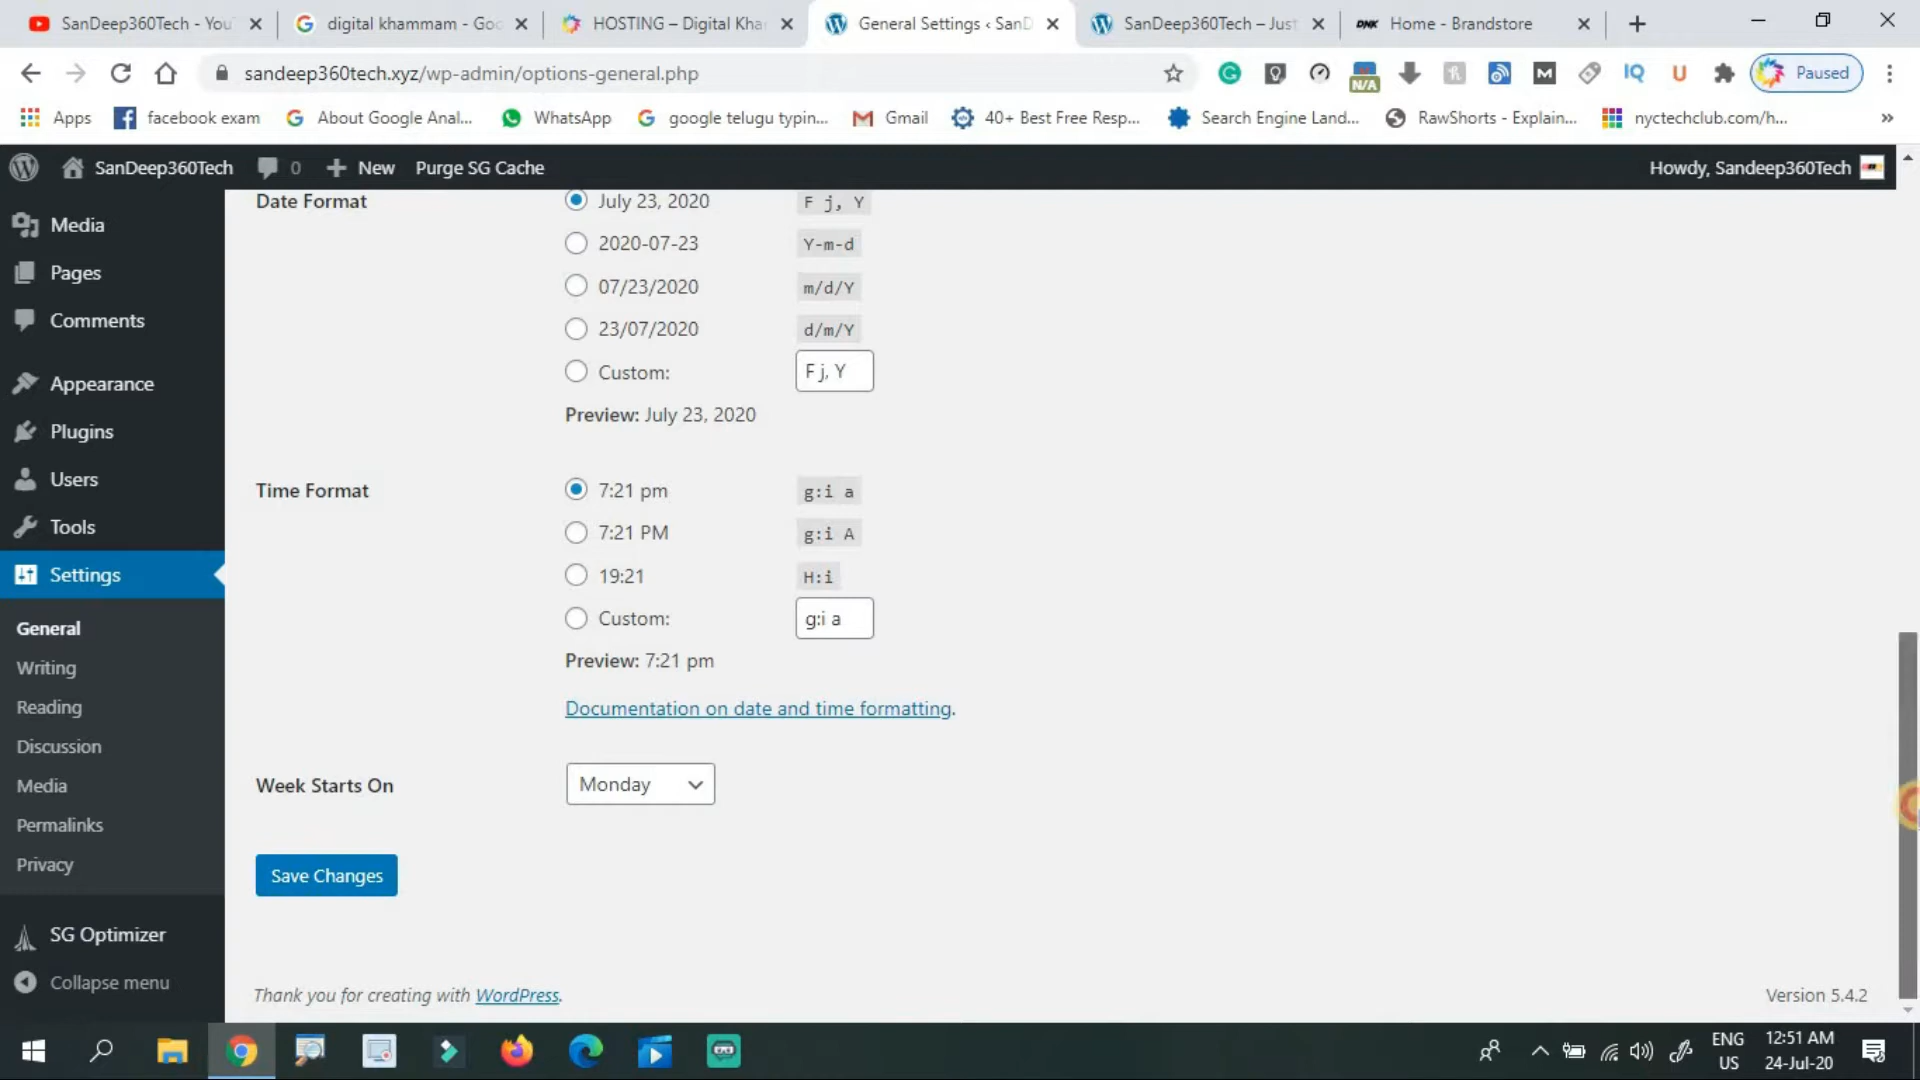 SanDeep360Tech - You
digital khammam - Goo
HOSTING – Digital Kha
General Settings ‹ SanD
SanDeep360Tech – Just
DNK Home - Brandstore
sandeep360tech.xyz/wp-admin/options-general.php
N/A
M
IQ
U
Paused
Apps
facebook exam
About Google Anal...
WhatsApp
google telugu typin...
Gmail
40+ Best Free Resp...
Search Engine Land...
RawShorts - Explain...
nyctechclub.com/h...
»
SanDeep360Tech
0
New
Purge SG Cache
Howdy, Sandeep360Tech
Media
Pages
Comments
Appearance
Plugins
Users
Tools
Settings
General
Writing
Reading
Discussion
Media
Permalinks
Privacy
SG Optimizer
Collapse menu
Date Format
July 23, 2020 F j, Y
2020-07-23 Y-m-d
07/23/2020 m/d/Y
23/07/2020 d/m/Y
Custom: F j, Y
Preview: July 23, 2020
Time Format
7:21 pm g:i a
7:21 PM g:i A
19:21 H:i
Custom: g:i a
Preview: 7:21 pm
Documentation on date and time formatting.
Week Starts On Monday
Save Changes
Thank you for creating with WordPress.
Version 5.4.2
ENG
US
12:51 AM
24-Jul-20